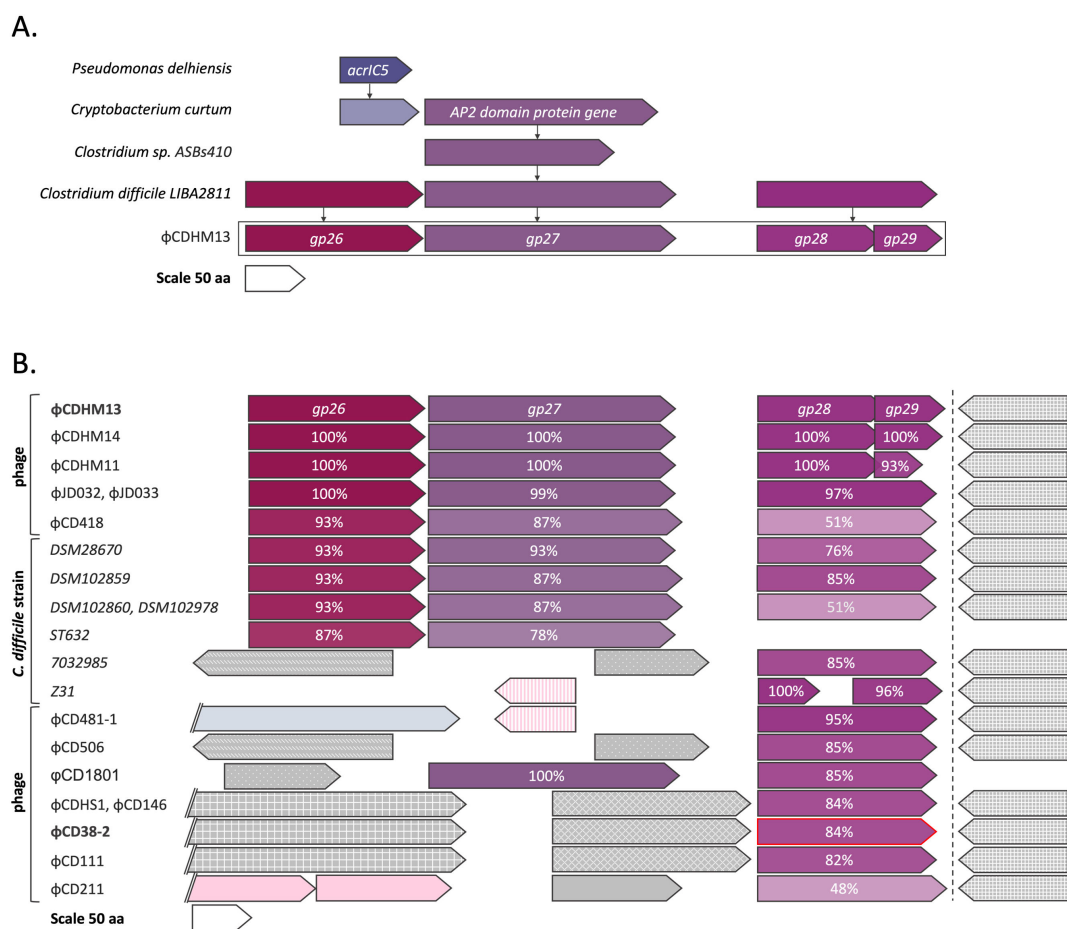 A.
Pseudomonas delhiensis acrIC5
Cryptobacterium curtum AP2 domain protein gene
Clostridium sp. ASBs410
Clostridium difficile LIBA2811
ϕCDHM13 gp26 gp27 gp28 gp29
Scale 50 aa
B.
phage
ϕCDHM13 gp26 gp27 gp28 gp29
ϕCDHM14 100% 100% 100% 100%
ϕCDHM11 100% 100% 100% 93%
ϕJD032, ϕJD033 100% 99% 97%
ϕCD418 93% 87% 51%
C. difficile strain
DSM28670 93% 93% 76%
DSM102859 93% 87% 85%
DSM102860, DSM102978 93% 87% 51%
ST632 87% 78%
7032985 85%
Z31 100% 96%
phage
ϕCD481-1 95%
ϕCD506 85%
φCD1801 100% 85%
ϕCDHS1, ϕCD146 84%
ϕCD38-2 84%
ϕCD111 82%
ϕCD211 48%
Scale 50 aa